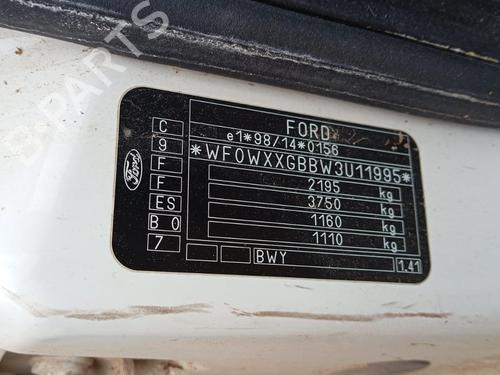 PARTS
FORD
e1*98/14*0156
*WF0WXXGBBW3U11995*
C
9
F
F
ES
B 0
7
2195 kg
3750 kg
1160 kg
1110 kg
BWY
1.41
Ford